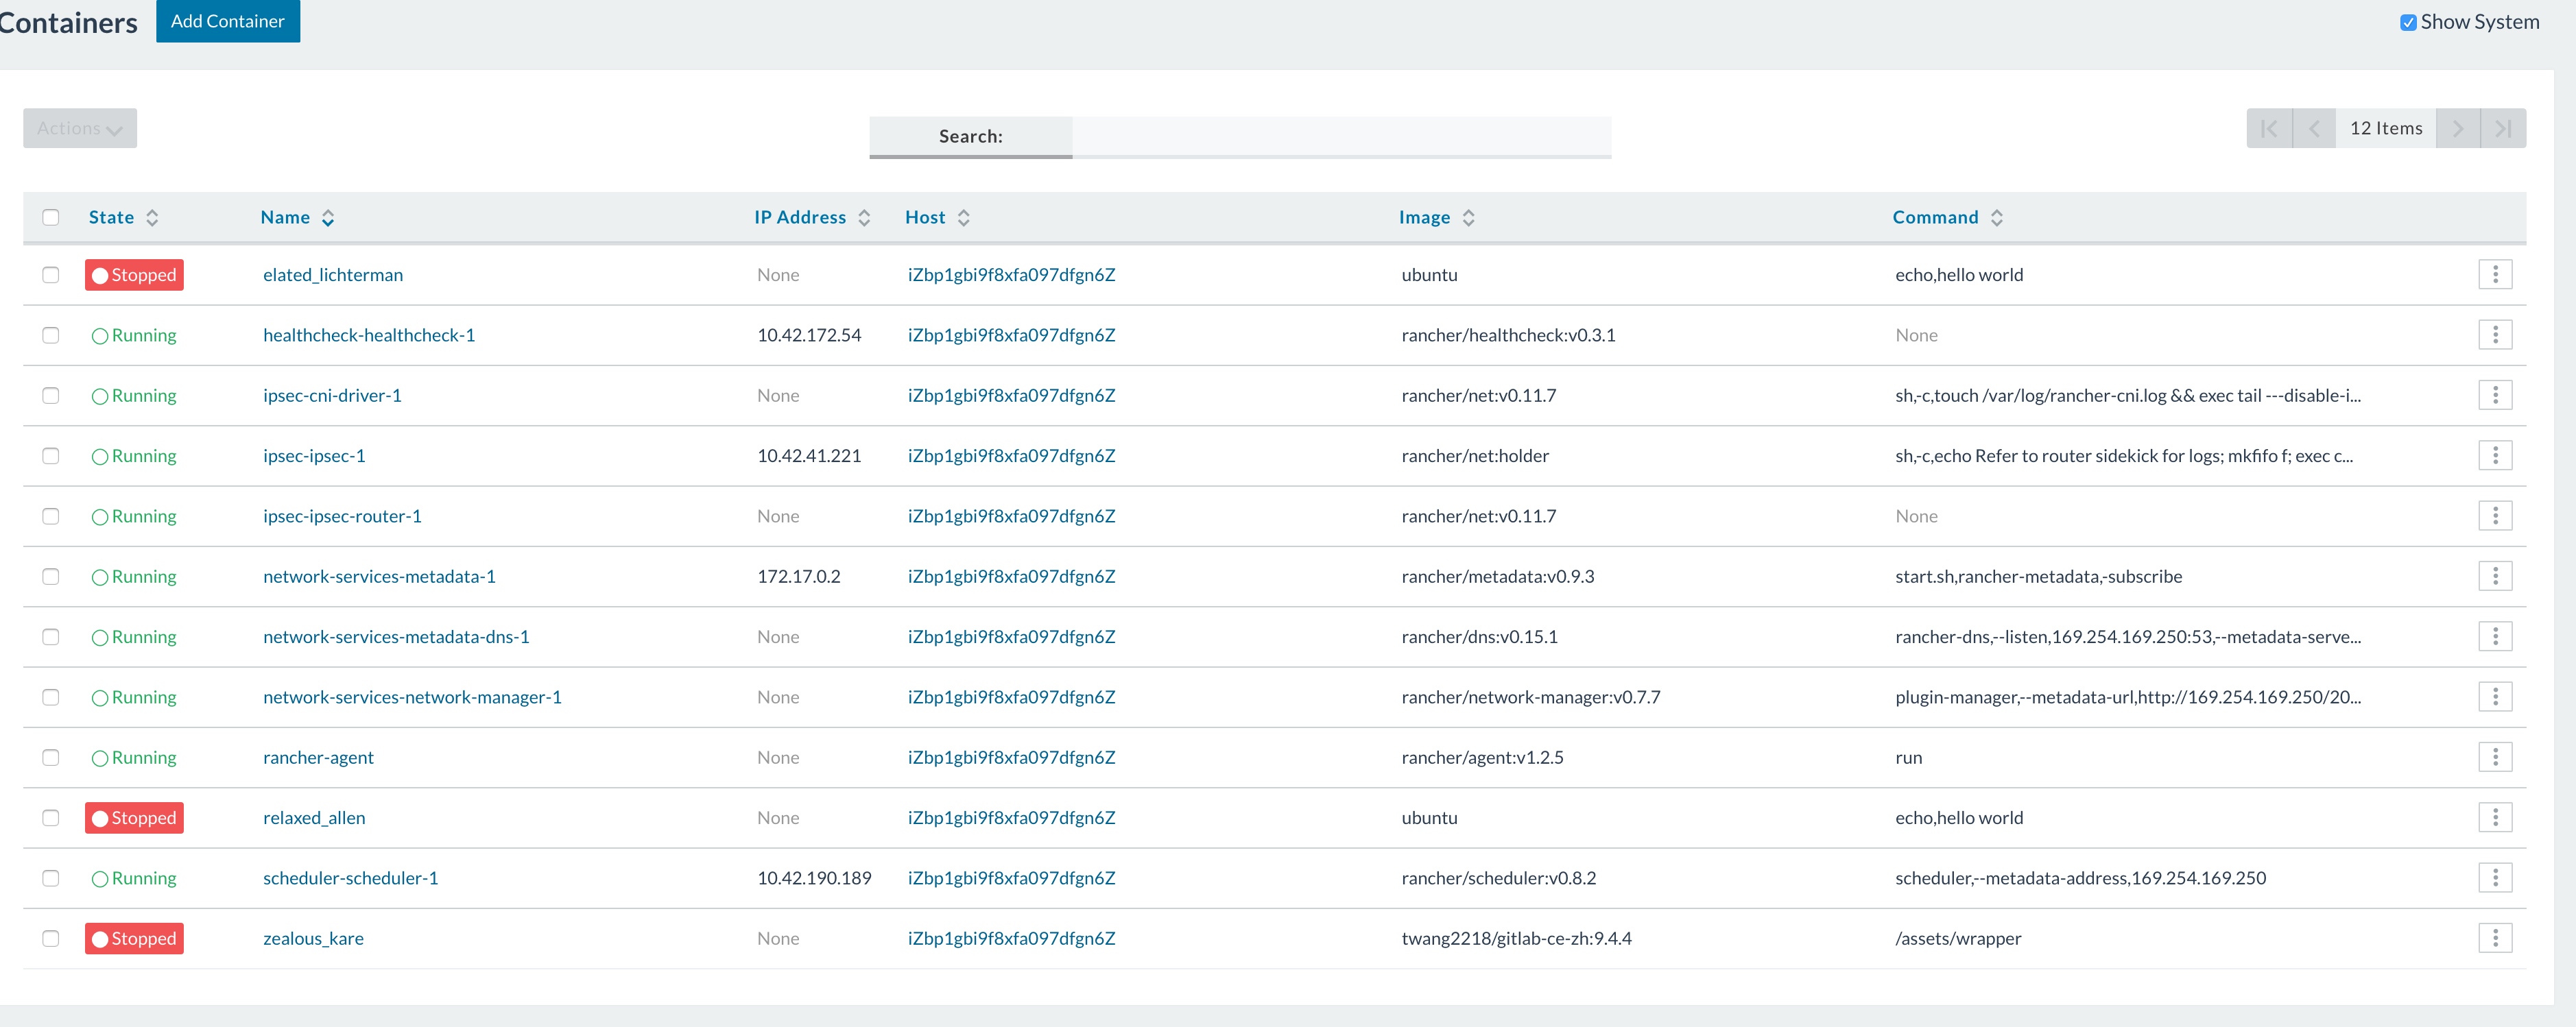 Containers Add Container Show System
Actions Search: 12 Items
State Name IP Address Host Image Command
Stopped elated_lichterman None iZbp1gbi9f8xfa097dfgn6Z ubuntu echo,hello world
Running healthcheck-healthcheck-1 10.42.172.54 iZbp1gbi9f8xfa097dfgn6Z rancher/healthcheck:v0.3.1 None
Running ipsec-cni-driver-1 None iZbp1gbi9f8xfa097dfgn6Z rancher/net:v0.11.7 sh,-c,touch /var/log/rancher-cni.log && exec tail ---disable-i...
Running ipsec-ipsec-1 10.42.41.221 iZbp1gbi9f8xfa097dfgn6Z rancher/net:holder sh,-c,echo Refer to router sidekick for logs; mkfifo f; exec c...
Running ipsec-ipsec-router-1 None iZbp1gbi9f8xfa097dfgn6Z rancher/net:v0.11.7 None
Running network-services-metadata-1 172.17.0.2 iZbp1gbi9f8xfa097dfgn6Z rancher/metadata:v0.9.3 start.sh,rancher-metadata,-subscribe
Running network-services-metadata-dns-1 None iZbp1gbi9f8xfa097dfgn6Z rancher/dns:v0.15.1 rancher-dns,--listen,169.254.169.250:53,--metadata-serve...
Running network-services-network-manager-1 None iZbp1gbi9f8xfa097dfgn6Z rancher/network-manager:v0.7.7 plugin-manager,--metadata-url,http://169.254.169.250/20...
Running rancher-agent None iZbp1gbi9f8xfa097dfgn6Z rancher/agent:v1.2.5 run
Stopped relaxed_allen None iZbp1gbi9f8xfa097dfgn6Z ubuntu echo,hello world
Running scheduler-scheduler-1 10.42.190.189 iZbp1gbi9f8xfa097dfgn6Z rancher/scheduler:v0.8.2 scheduler,--metadata-address,169.254.169.250
Stopped zealous_kare None iZbp1gbi9f8xfa097dfgn6Z twang2218/gitlab-ce-zh:9.4.4 /assets/wrapper